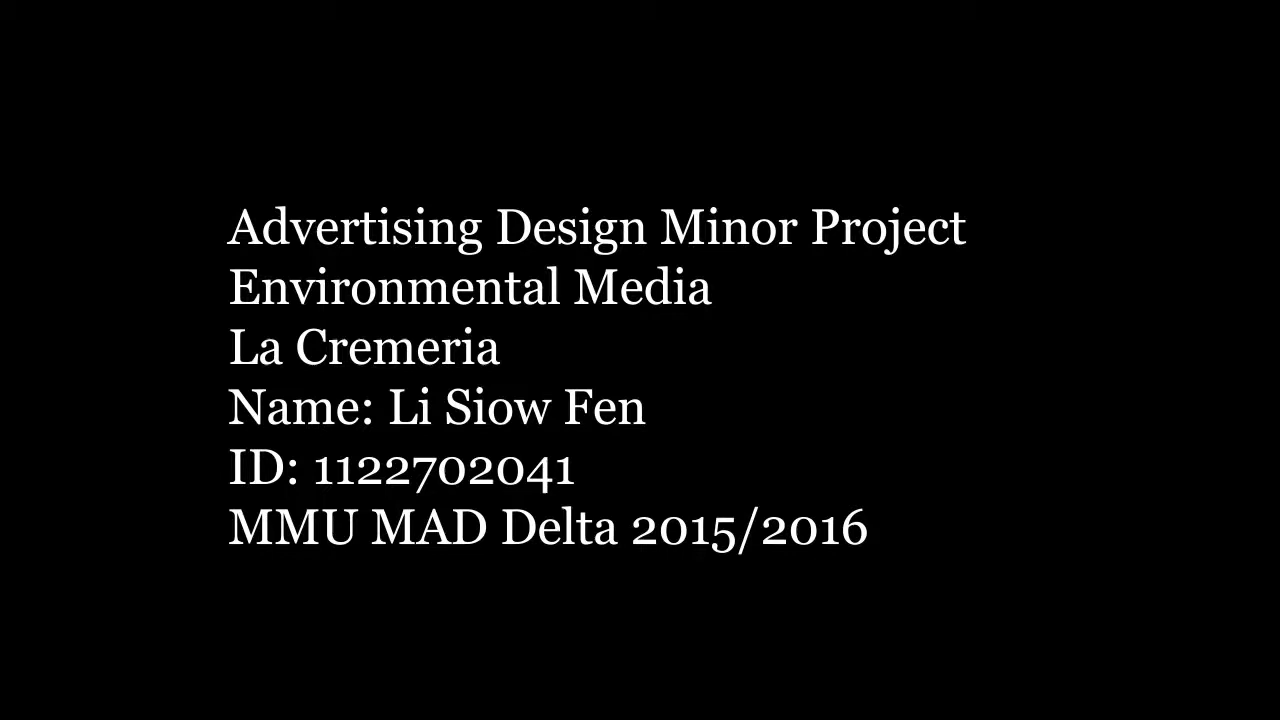 Advertising Design Minor Project
Environmental Media
La Cremeria
Name: Li Siow Fen
ID: 1122702041
MMU MAD Delta 2015/2016